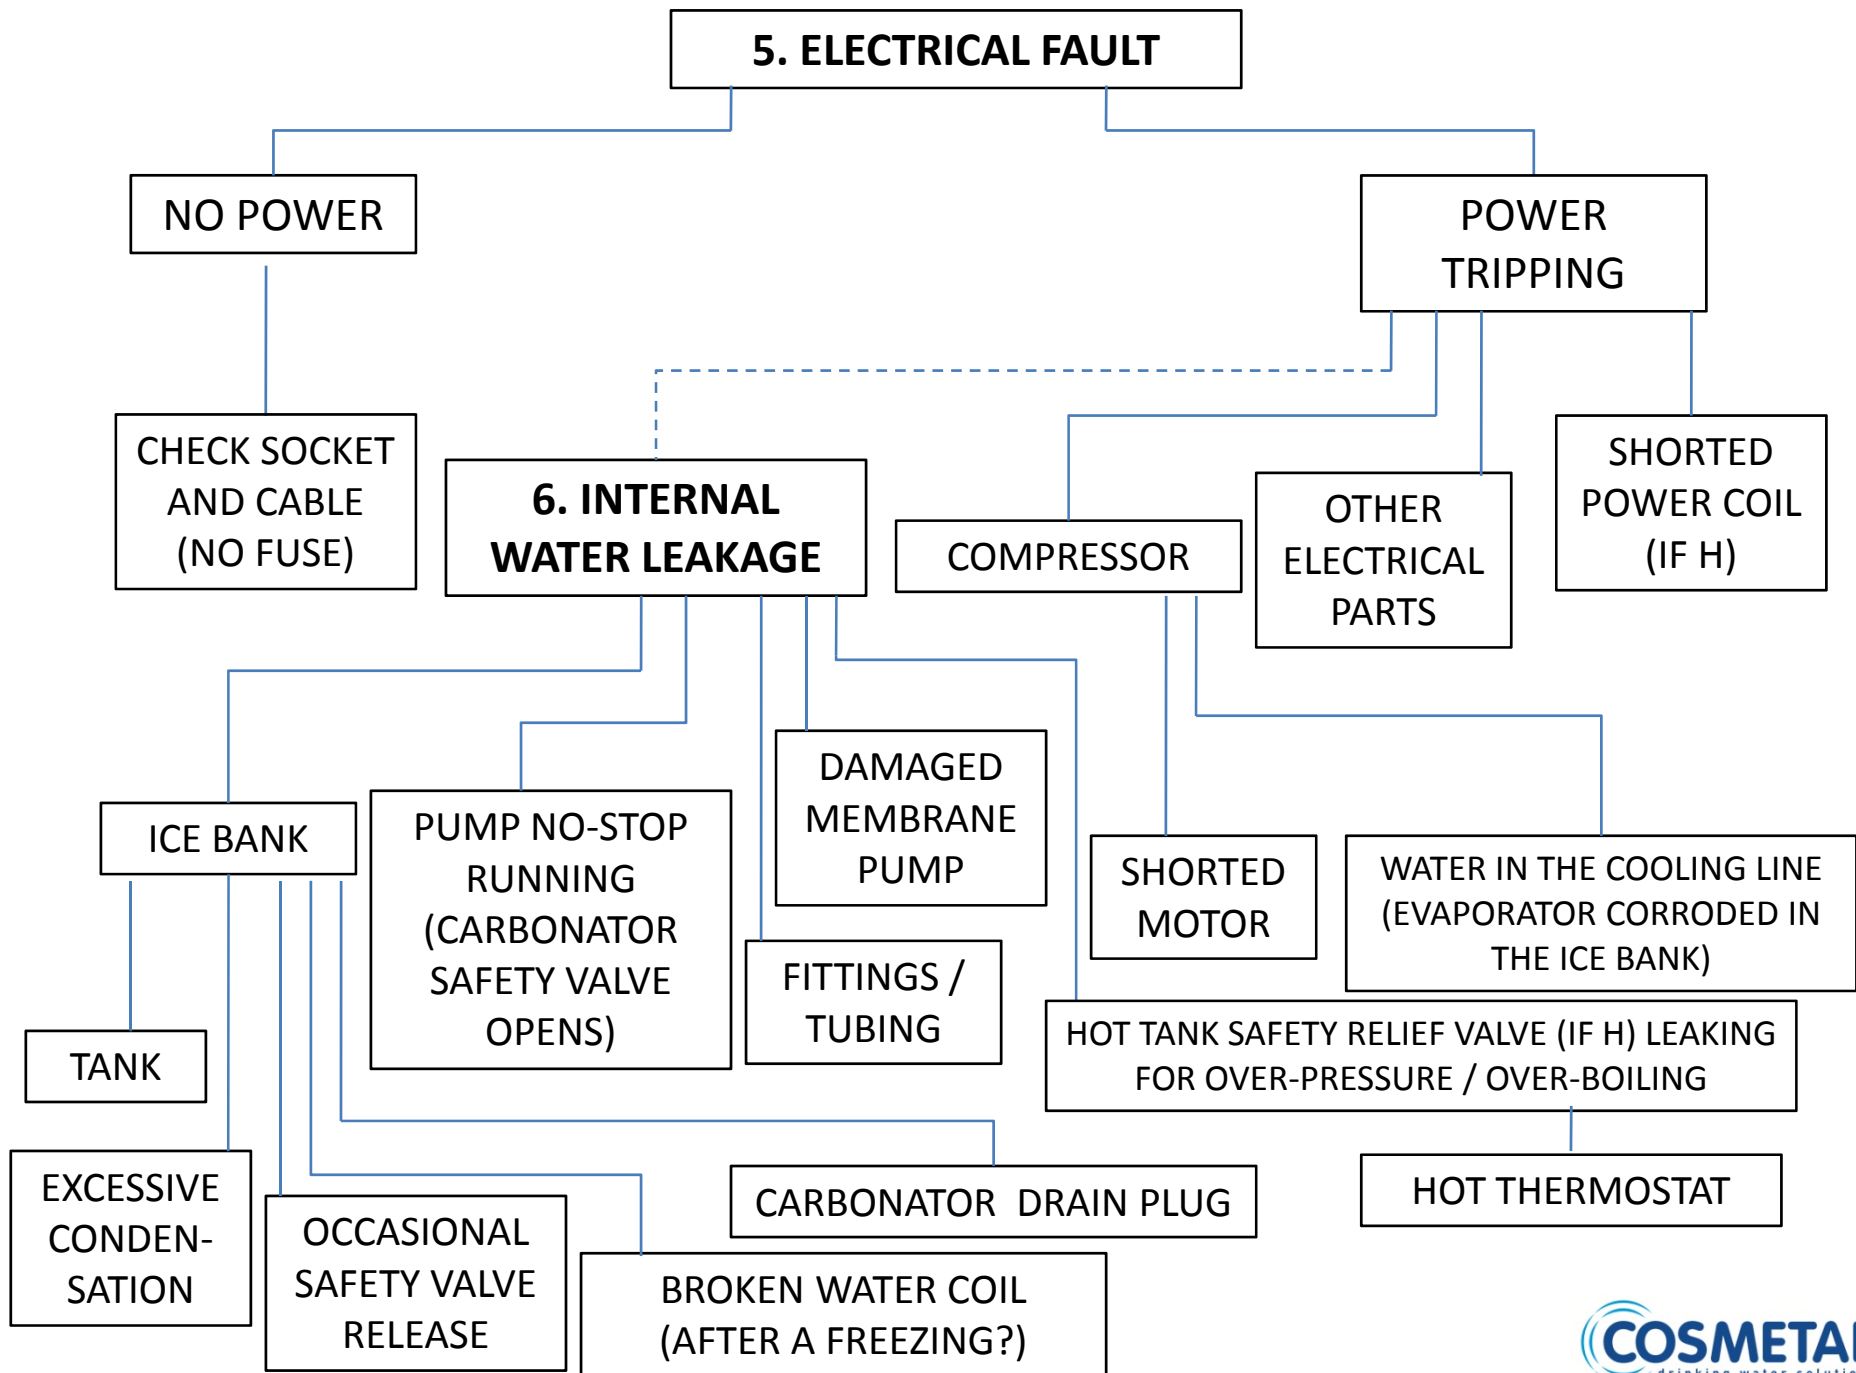 5. ELECTRICAL FAULT
NO POWER
POWER
TRIPPING
CHECK SOCKET
AND CABLE
(NO FUSE)
6. INTERNAL
WATER LEAKAGE
COMPRESSOR
OTHER
ELECTRICAL
PARTS
SHORTED
POWER COIL
(IF H)
ICE BANK
PUMP NO-STOP
RUNNING
(CARBONATOR
SAFETY VALVE
OPENS)
DAMAGED
MEMBRANE
PUMP
FITTINGS /
TUBING
SHORTED
MOTOR
WATER IN THE COOLING LINE
(EVAPORATOR CORRODED IN
THE ICE BANK)
HOT TANK SAFETY RELIEF VALVE (IF H) LEAKING
FOR OVER-PRESSURE / OVER-BOILING
TANK
EXCESSIVE
CONDEN-
SATION
OCCASIONAL
SAFETY VALVE
RELEASE
BROKEN WATER COIL
(AFTER A FREEZING?)
CARBONATOR DRAIN PLUG
HOT THERMOSTAT
COSMETAL
drinking water